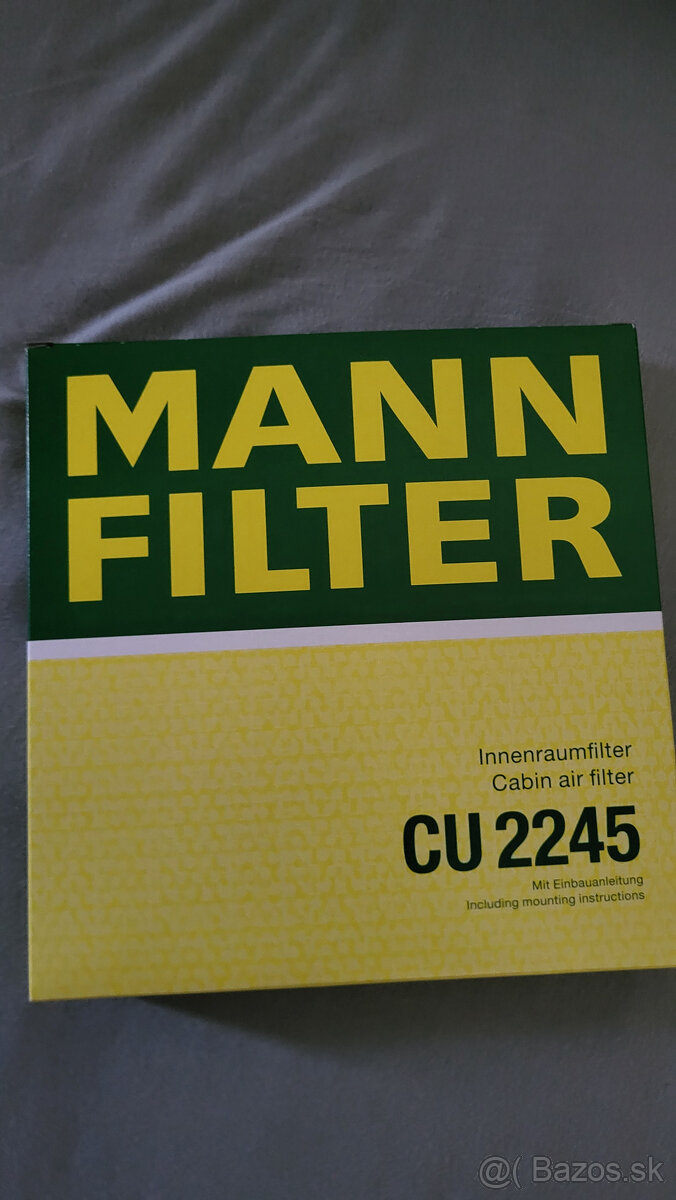 MANN
FILTER
Innenraumfilter
Cabin air filter
CU 2245
Mit Einbauanleitung
Including mounting instructions
@( Bazos.sk